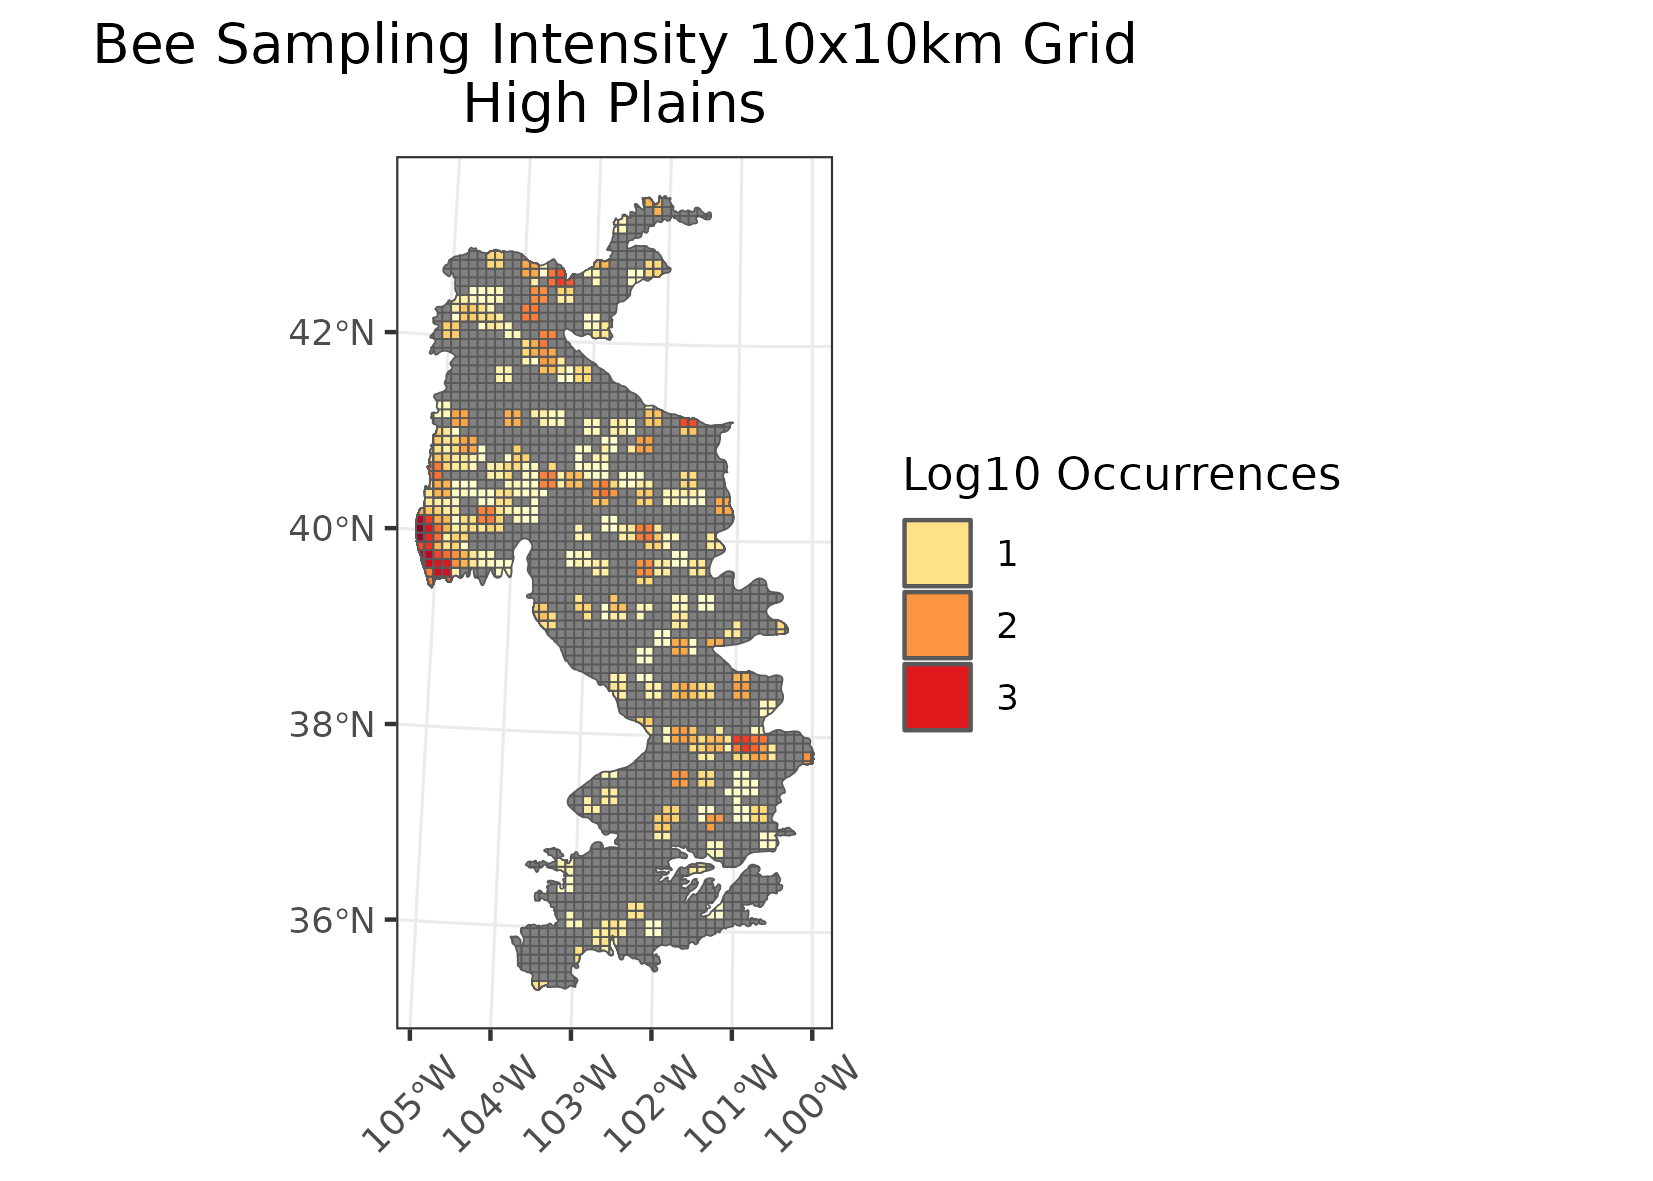 Bee Sampling Intensity 10x10km Grid
High Plains
42°N
40°N
38°N
36°N
105°W
104°W
103°W
102°W
101°W
100°W
Log10 Occurrences
1
2
3